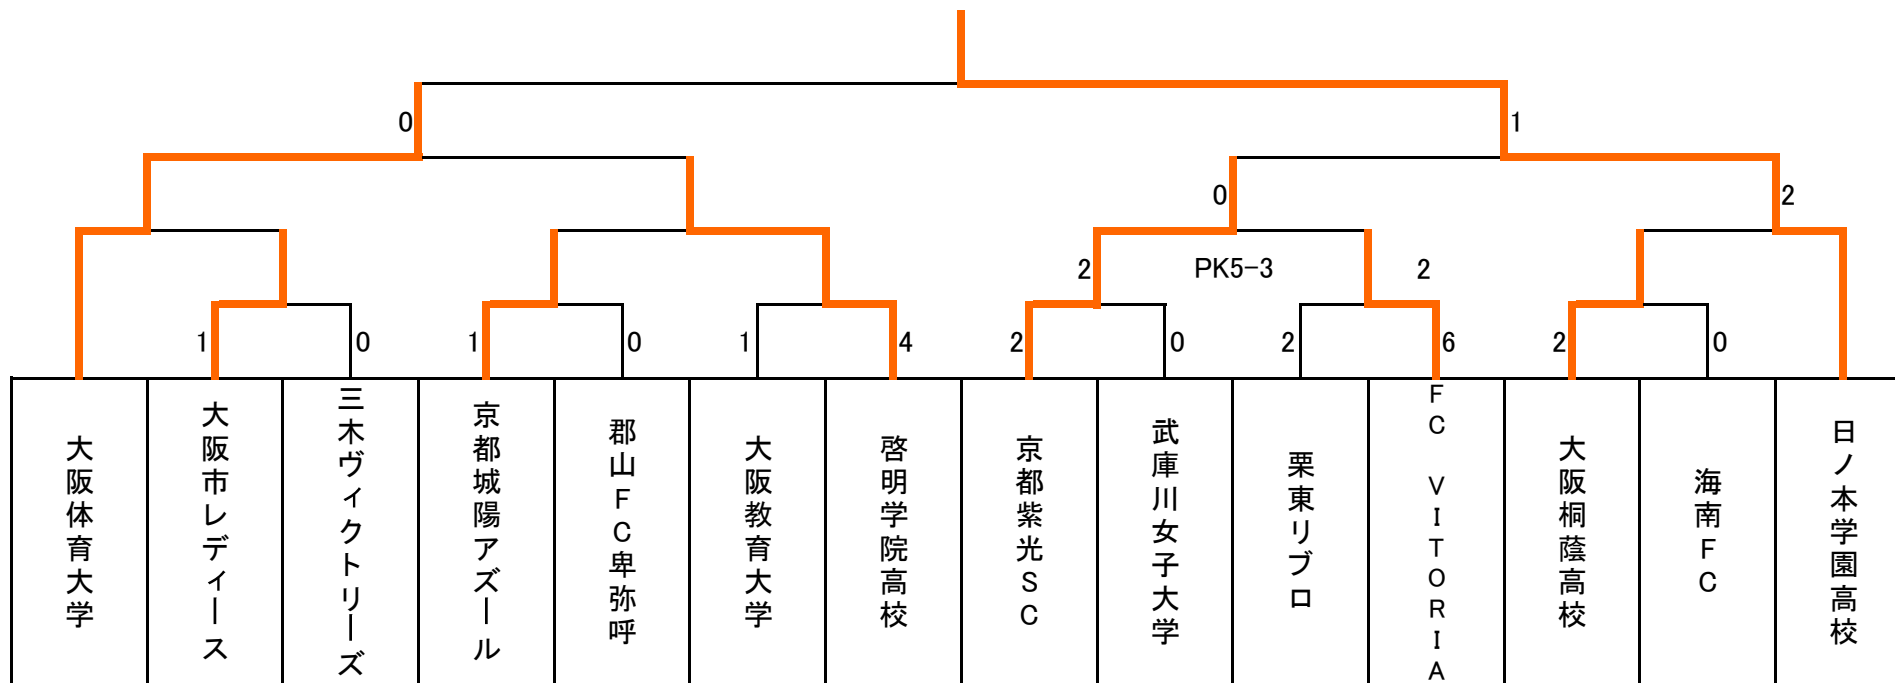 0
1
0
2
2
PK5-3
2
1
0
1
0
1
4
2
0
2
6
2
0
大阪体育大学
大阪市レディース
三木ヴィクトリーズ
京都城陽アズール
郡山FC卑弥呼
大阪教育大学
啓明学院高校
京都紫光SC
武庫川女子大学
栗東リブロ
FC VITORIA
大阪桐蔭高校
海南FC
日ノ本学園高校